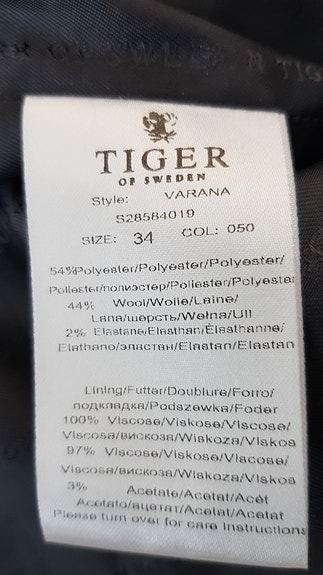 TIGER
OF SWEDEN
Style: VARANA
S28584019
SIZE: 34 COL: 050
54%Polyester/Polyester/Polyester/
Poliester/полиэстер/Poliester/Polyester
44% Wool/Wolle/Laine/
Lana/шерсть/Wełna/Ull
2% Elastane/Elasthan/Élasthanne/
Elathano/эластан/Elastan/Elastan
Lining/Futter/Doublure/Forro/
подкладка/Podszewka/Foder
100% Viscose/Viskose/Viscose/
Viscosa/вискоза/Wiskoza/Viskos
97% Viscose/Viskose/Viscose/
Viscosa/вискоза/Wiskoza/Viskos
3% Acetate/Acetat/Acét
Acetato/ацетат/Acetat/Acetat
Please turn over for care instructions